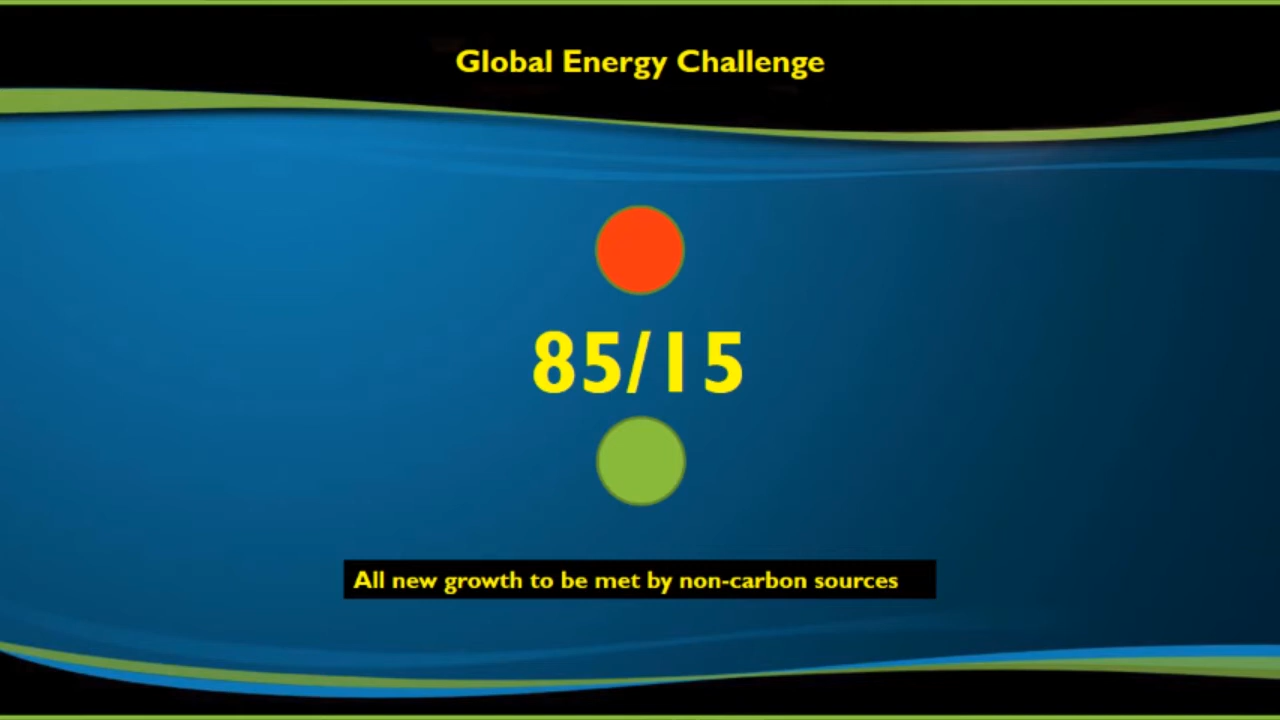 Global Energy Challenge
85/15
All new growth to be met by non-carbon sources